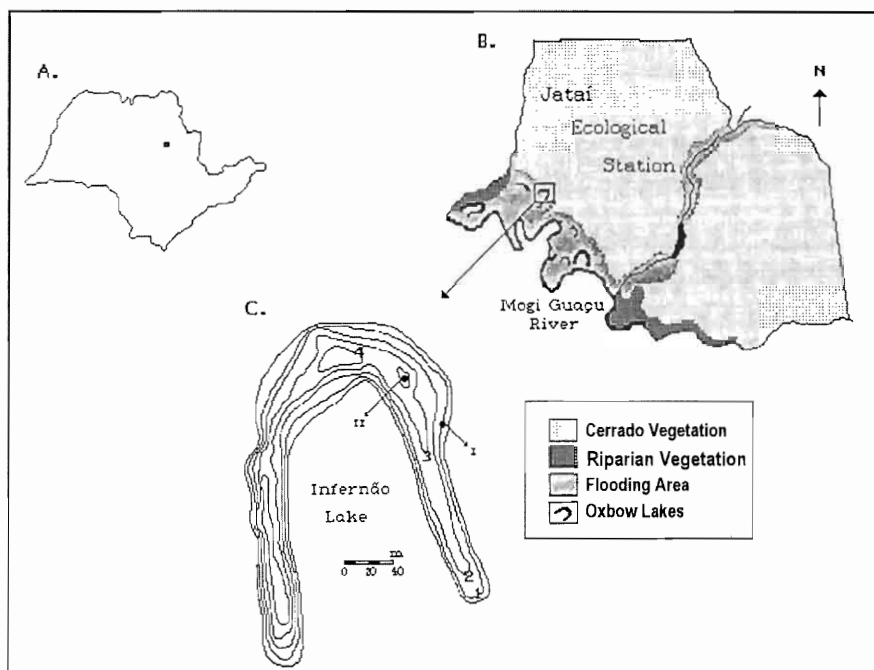 A.
B.
Jataí
Ecological
Station
N
Mogi Guaçu
River
C.
4
II
I
3
Infernão
Lake
m
0 20 40
2
1
Cerrado Vegetation
Riparian Vegetation
Flooding Area
Oxbow Lakes